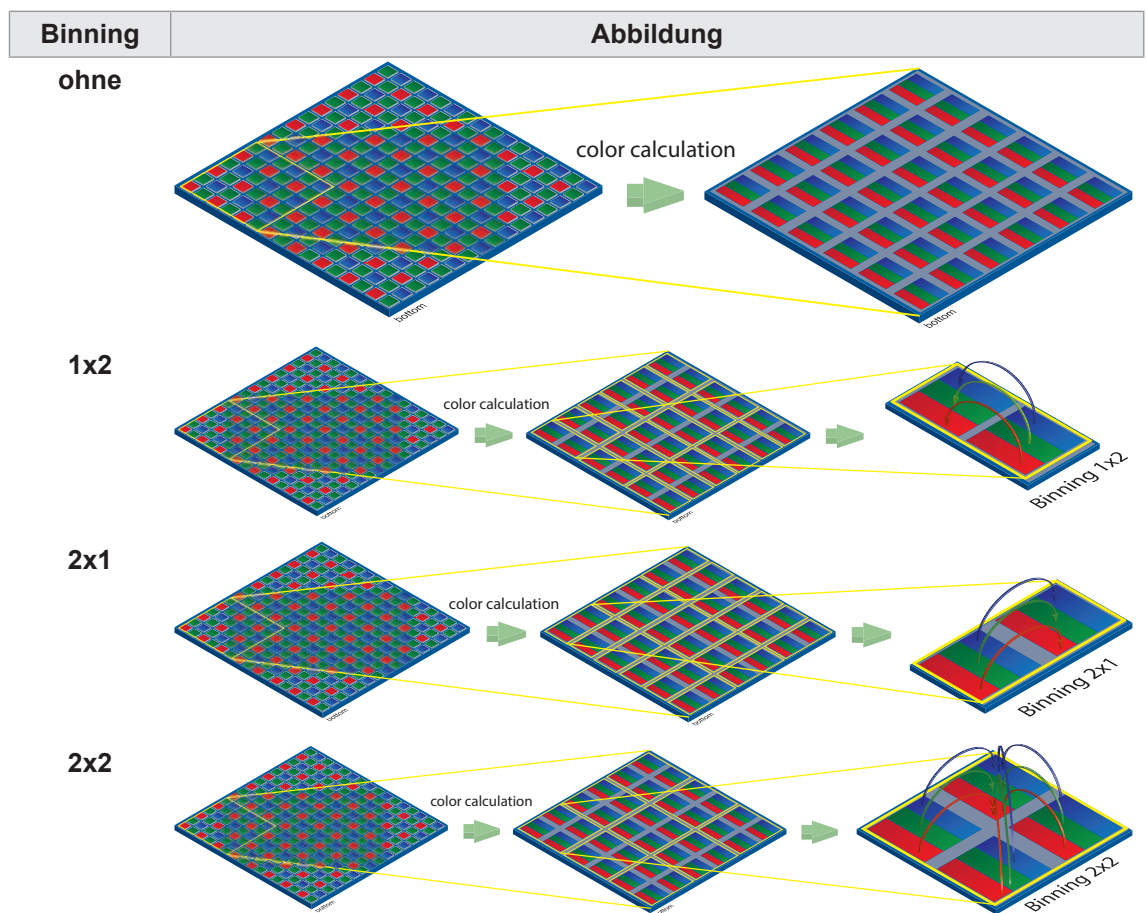 Binning Abbildung
ohne
color calculation
bottom
bottom
1x2
color calculation
bottom
bottom
Binning 1x2
2x1
color calculation
bottom
bottom
Binning 2x1
2x2
color calculation
bottom
bottom
Binning 2x2